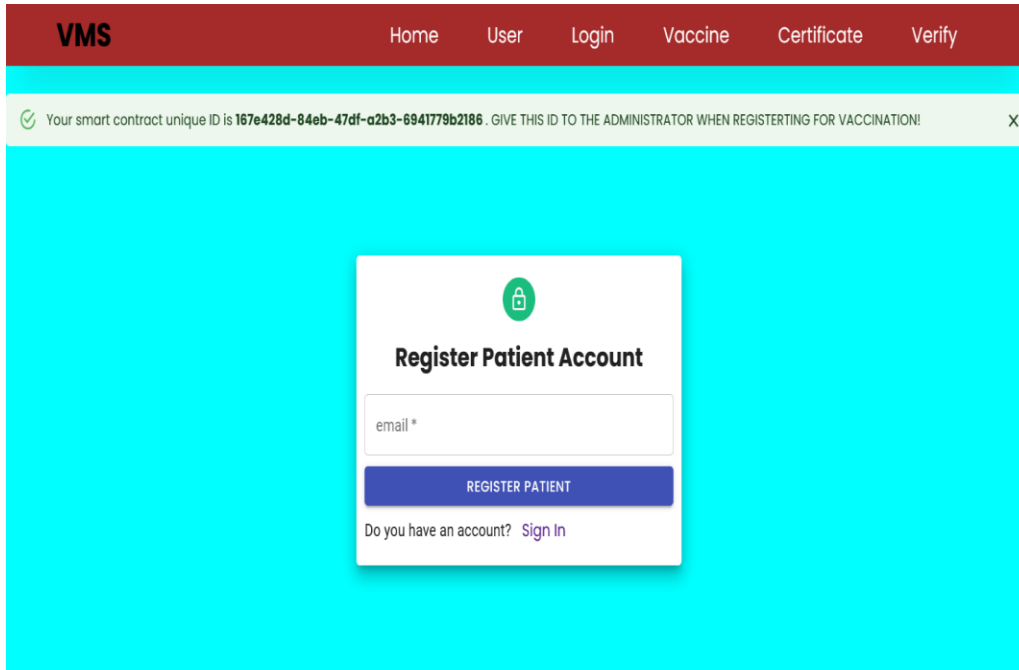 VMS Home User Login Vaccine Certificate Verify
Your smart contract unique ID is 167e428d-84eb-47df-a2b3-6941779b2186 . GIVE THIS ID TO THE ADMINISTRATOR WHEN REGISTERTING FOR VACCINATION! X
Register Patient Account
email *
REGISTER PATIENT
Do you have an account? Sign In